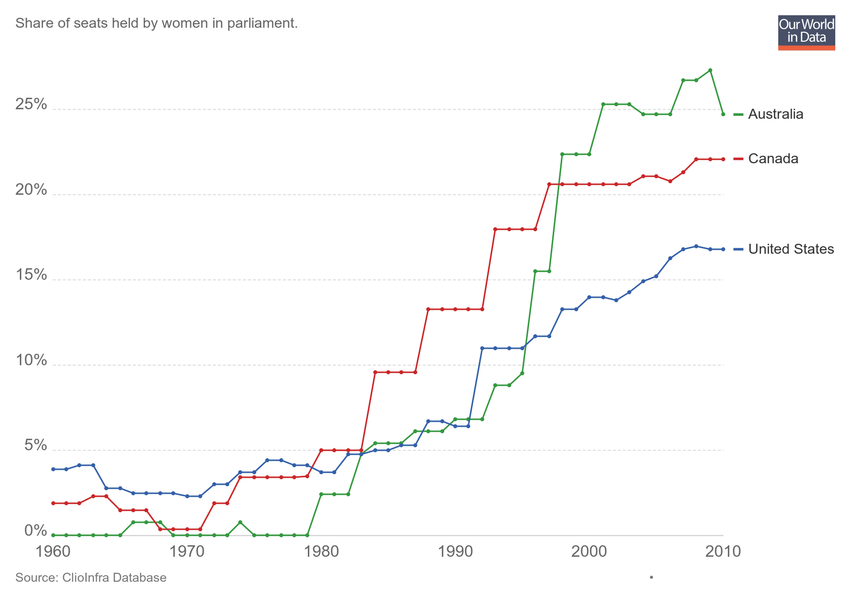 Share of seats held by women in parliament.
Our World
in Data
25%
20%
15%
10%
5%
0%
Australia
Canada
United States
1960 1970 1980 1990 2000 2010
Source: ClioInfra Database